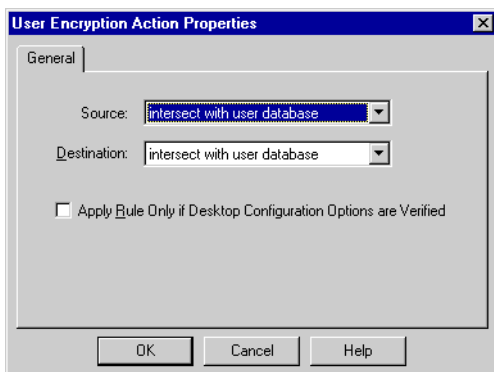 User Encryption Action Properties
General
Source: intersect with user database
Destination: intersect with user database
Apply Rule Only if Desktop Configuration Options are Verified
OK Cancel Help